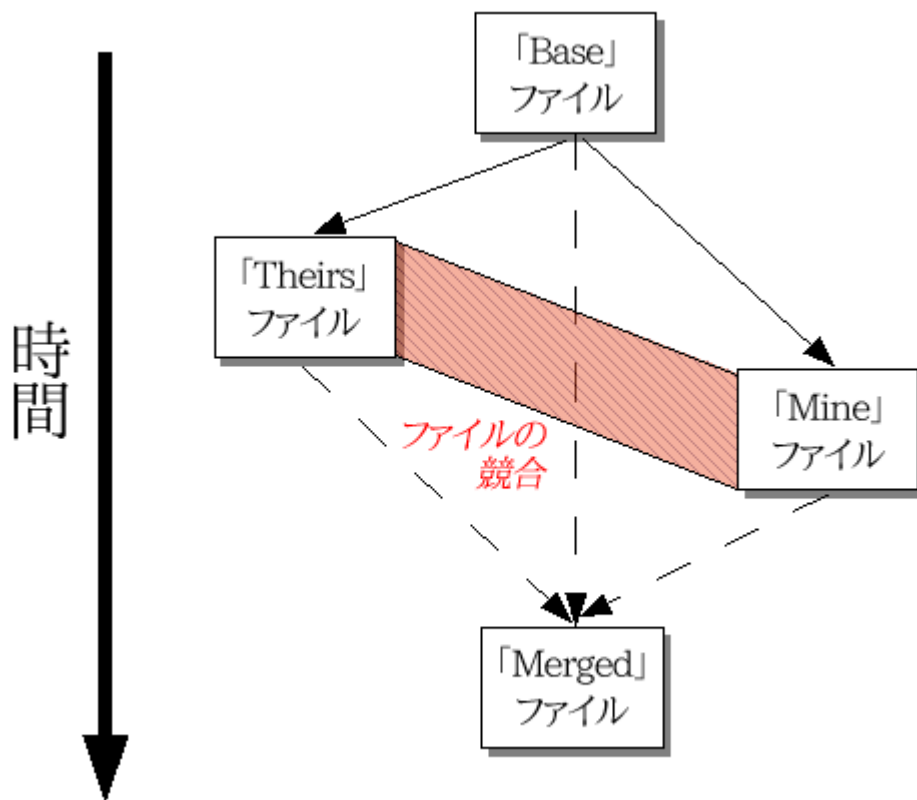 「Base」
ファイル
「Theirs」
ファイル
時間
「Mine」
ファイル
ファイルの
競合
「Merged」
ファイル